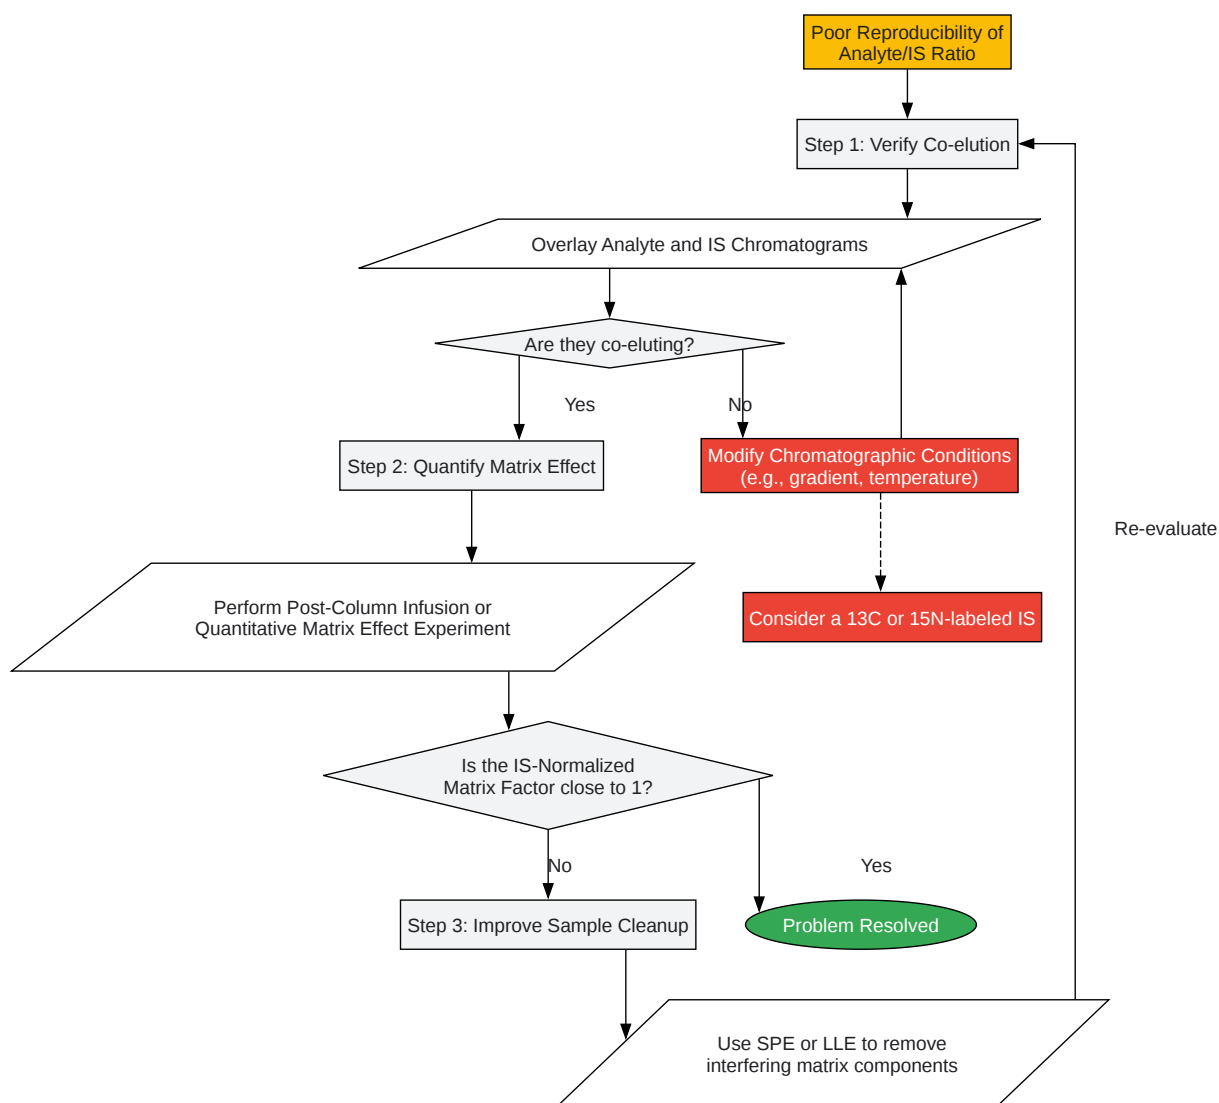 Poor Reproducibility of
Analyte/IS Ratio
Step 1: Verify Co-elution
Overlay Analyte and IS Chromatograms
Are they co-eluting?
Yes
No
Step 2: Quantify Matrix Effect
Modify Chromatographic Conditions
(e.g., gradient, temperature)
Re-evaluate
Perform Post-Column Infusion or
Quantitative Matrix Effect Experiment
Consider a 13C or 15N-labeled IS
Is the IS-Normalized
Matrix Factor close to 1?
No
Yes
Step 3: Improve Sample Cleanup
Problem Resolved
Use SPE or LLE to remove
interfering matrix components